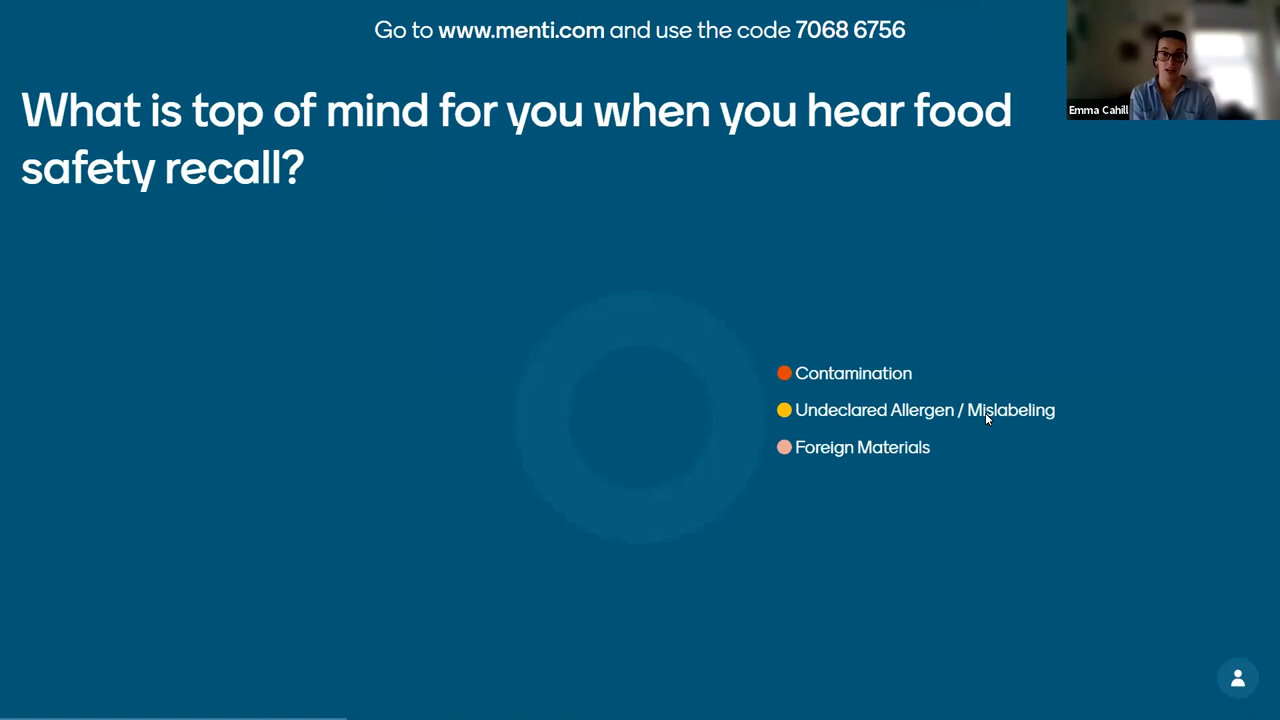 Go to www.menti.com and use the code 7068 6756
What is top of mind for you when you hear food
safety recall?
Emma Cahill
Contamination
Undeclared Allergen / Mislabeling
Foreign Materials